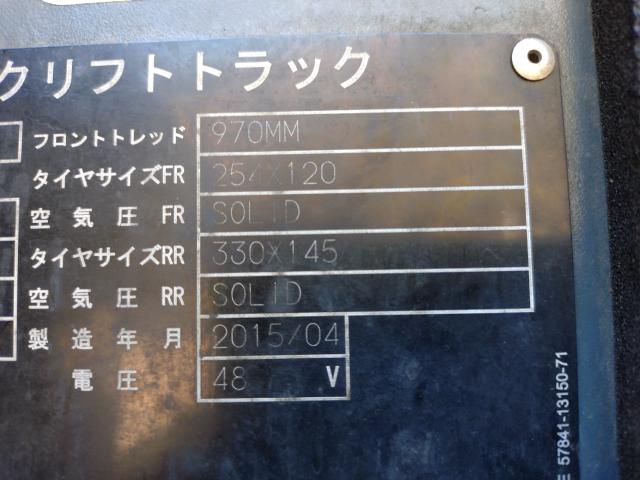 クリフトトラック
フロントトレッド 970MM
タイヤサイズFR 254X120
空気圧 FR SOLID
タイヤサイズRR 330X145
空気圧 RR SOLID
製造年月 2015/04
電圧 48 V
57841-13150-71